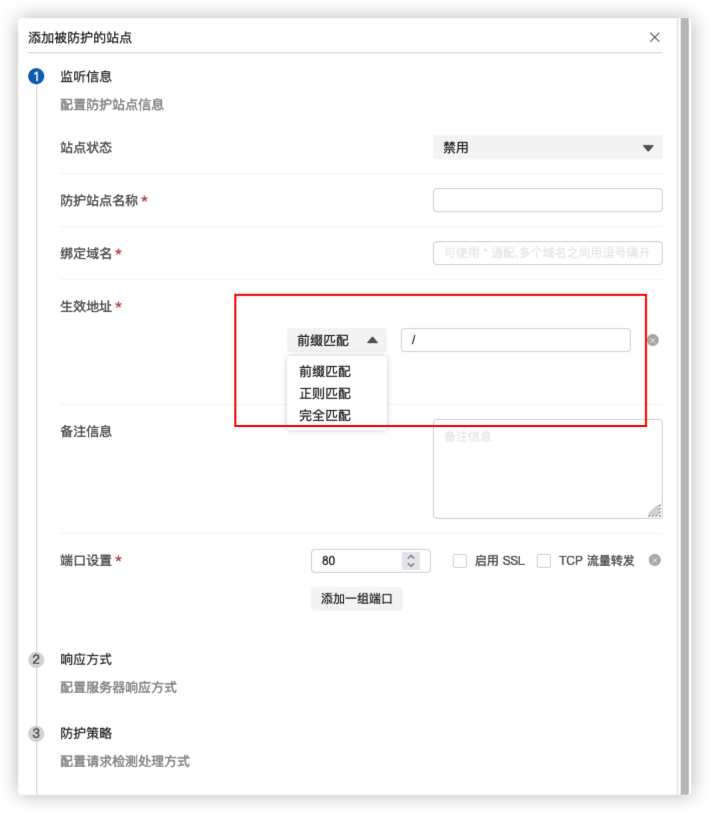 添加被防护的站点
1 监听信息
配置防护站点信息
站点状态 禁用
防护站点名称 *
绑定域名 * 可使用 * 通配,多个域名之间用逗号隔开
生效地址 *
前缀匹配 /
前缀匹配
正则匹配
完全匹配
备注信息 备注信息
端口设置 * 80 启用 SSL TCP 流量转发
添加一组端口
2 响应方式
配置服务器响应方式
3 防护策略
配置请求检测处理方式